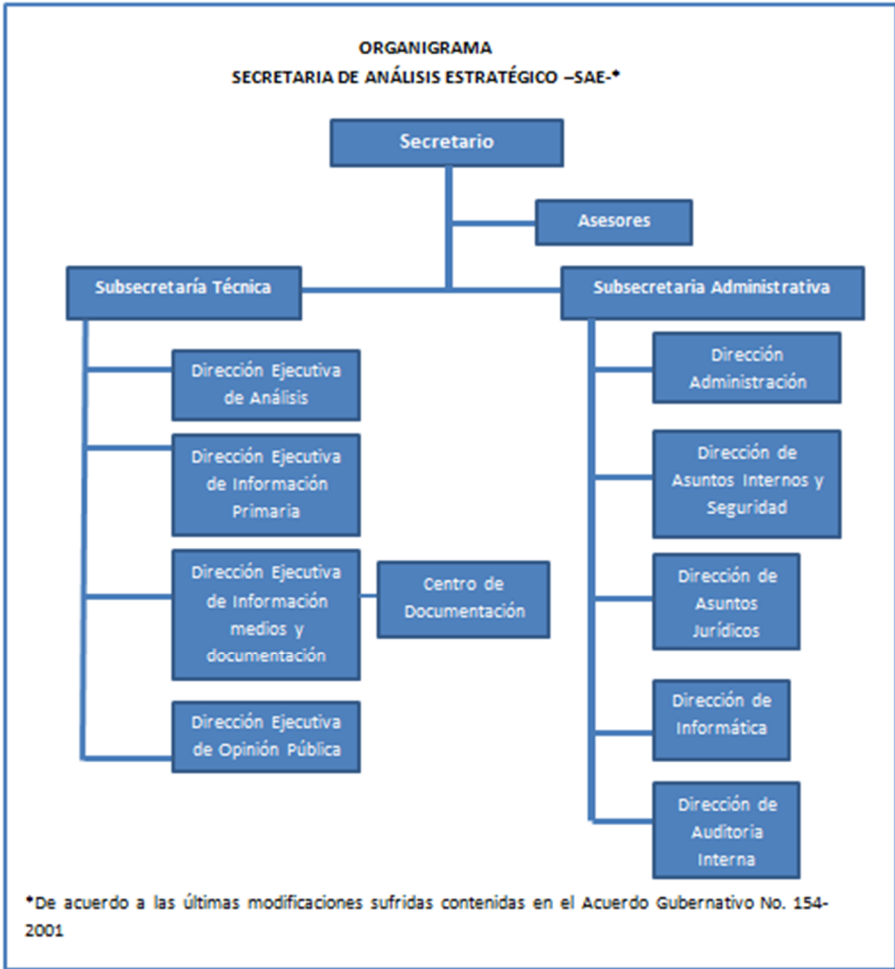 ORGANIGRAMA
SECRETARIA DE ANÁLISIS ESTRATÉGICO –SAE-*
Secretario
Asesores
Subsecretaría Técnica
Subsecretaria Administrativa
Dirección Ejecutiva
de Análisis
Dirección Ejecutiva
de Información
Primaria
Dirección Ejecutiva
de Información
medios y
documentación
Centro de
Documentación
Dirección Ejecutiva
de Opinión Pública
Dirección
Administración
Dirección de
Asuntos Internos y
Seguridad
Dirección de
Asuntos
Jurídicos
Dirección de
Informática
Dirección de
Auditoria
Interna
*De acuerdo a las últimas modificaciones sufridas contenidas en el Acuerdo Gubernativo No. 154-
2001